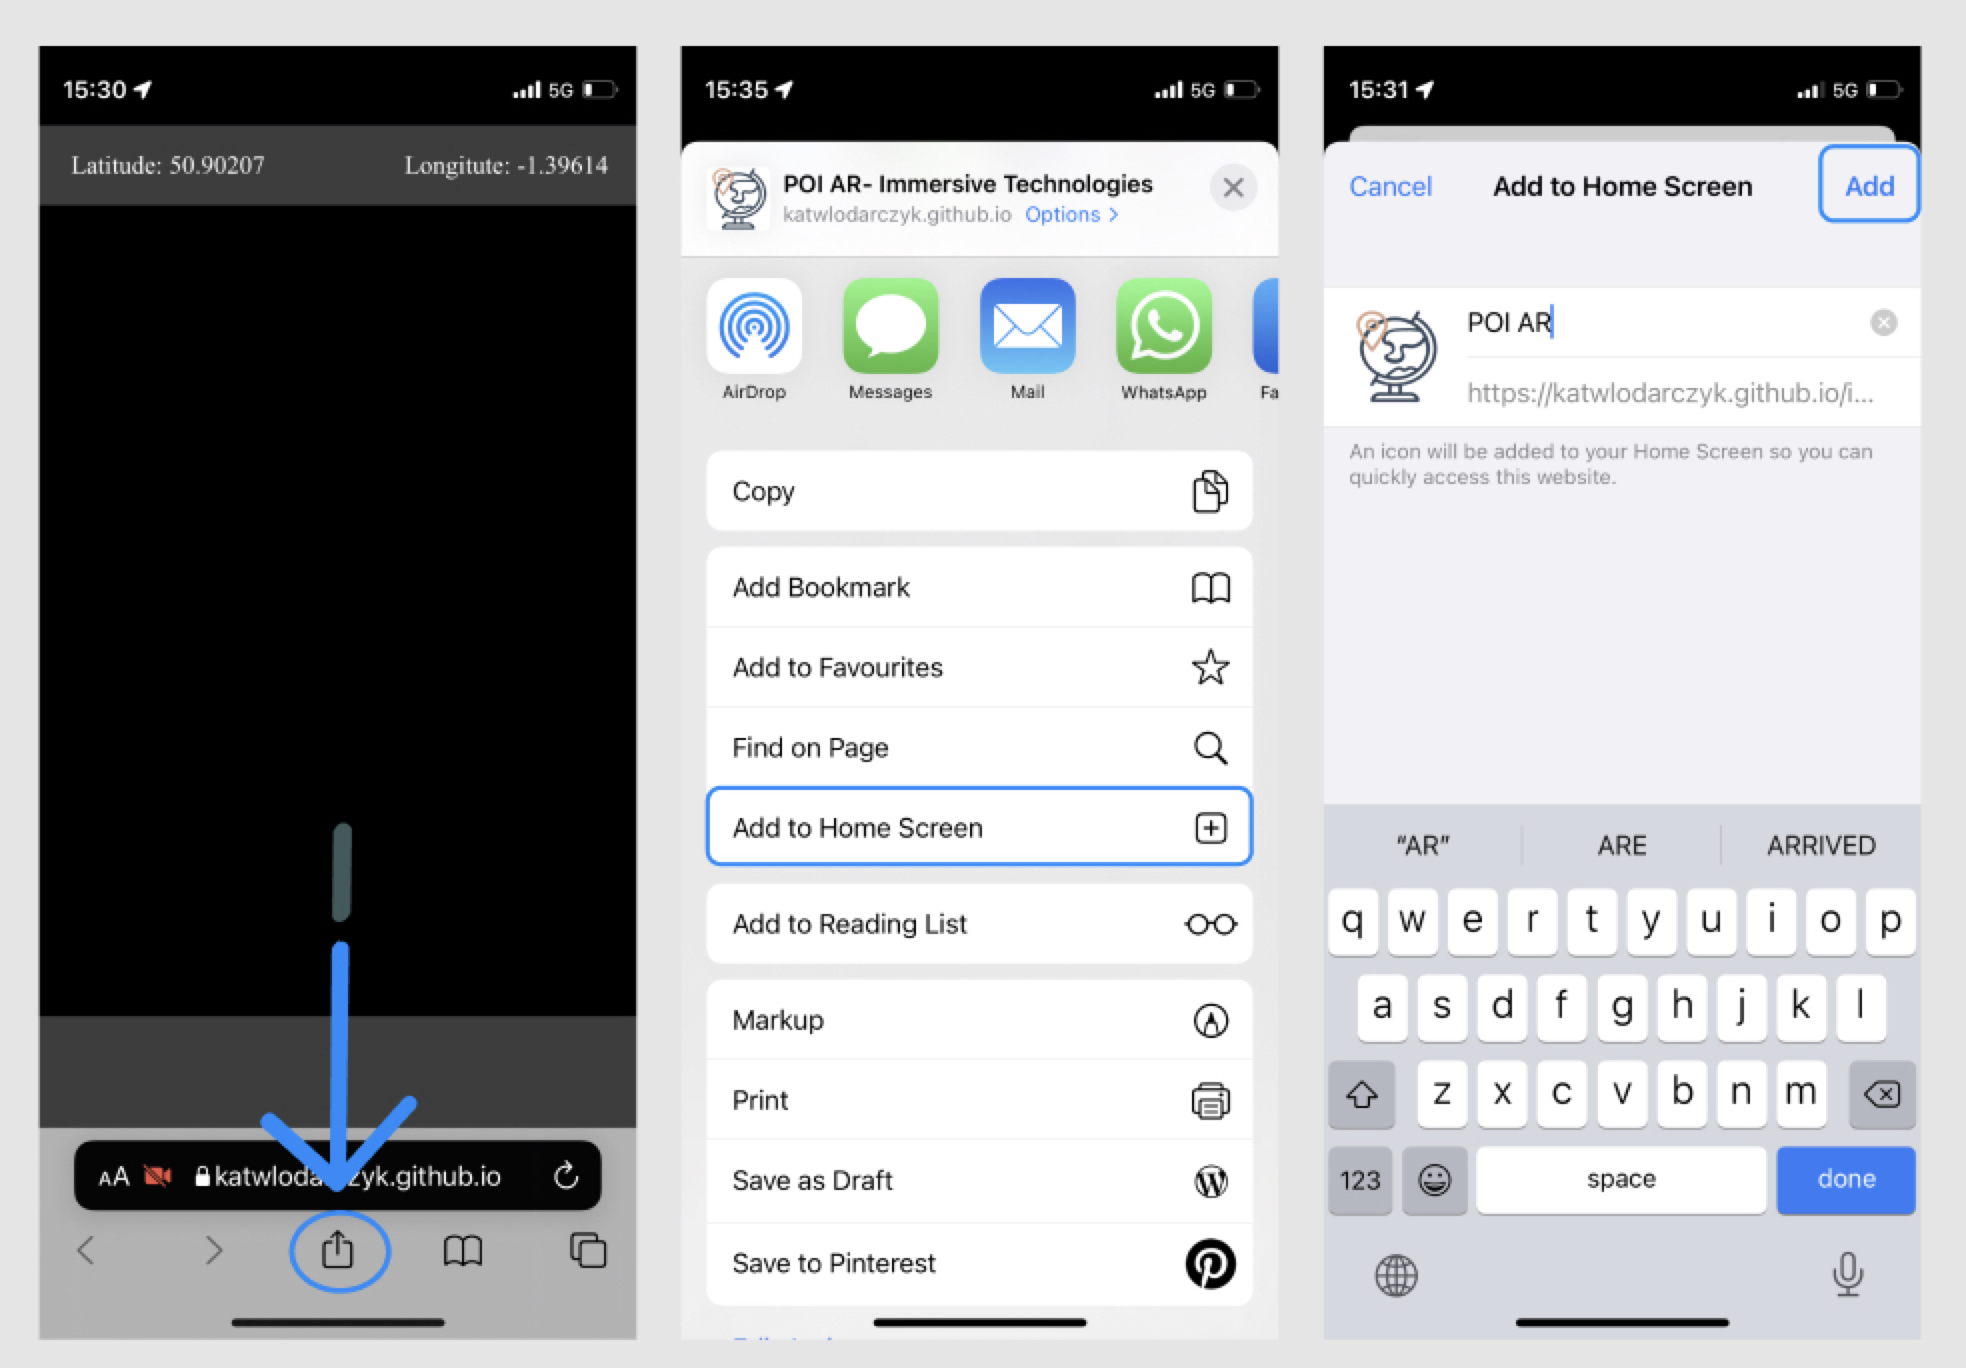 15:30
5G
Latitude: 50.90207
Longitute: -1.39614
AA
katwlodarczyk.github.io
15:35
5G
POI AR- Immersive Technologies
katwlodarczyk.github.io Options >
AirDrop
Messages
Mail
WhatsApp
Fa
Copy
Add Bookmark
Add to Favourites
Find on Page
Add to Home Screen
Add to Reading List
Markup
Print
Save as Draft
Save to Pinterest
15:31
5G
Cancel
Add to Home Screen
Add
POI AR
https://katwlodarczyk.github.io/i...
An icon will be added to your Home Screen so you can
quickly access this website.
“AR” ARE ARRIVED
q w e r t y u i o p
a s d f g h j k l
z x c v b n m
123 space done